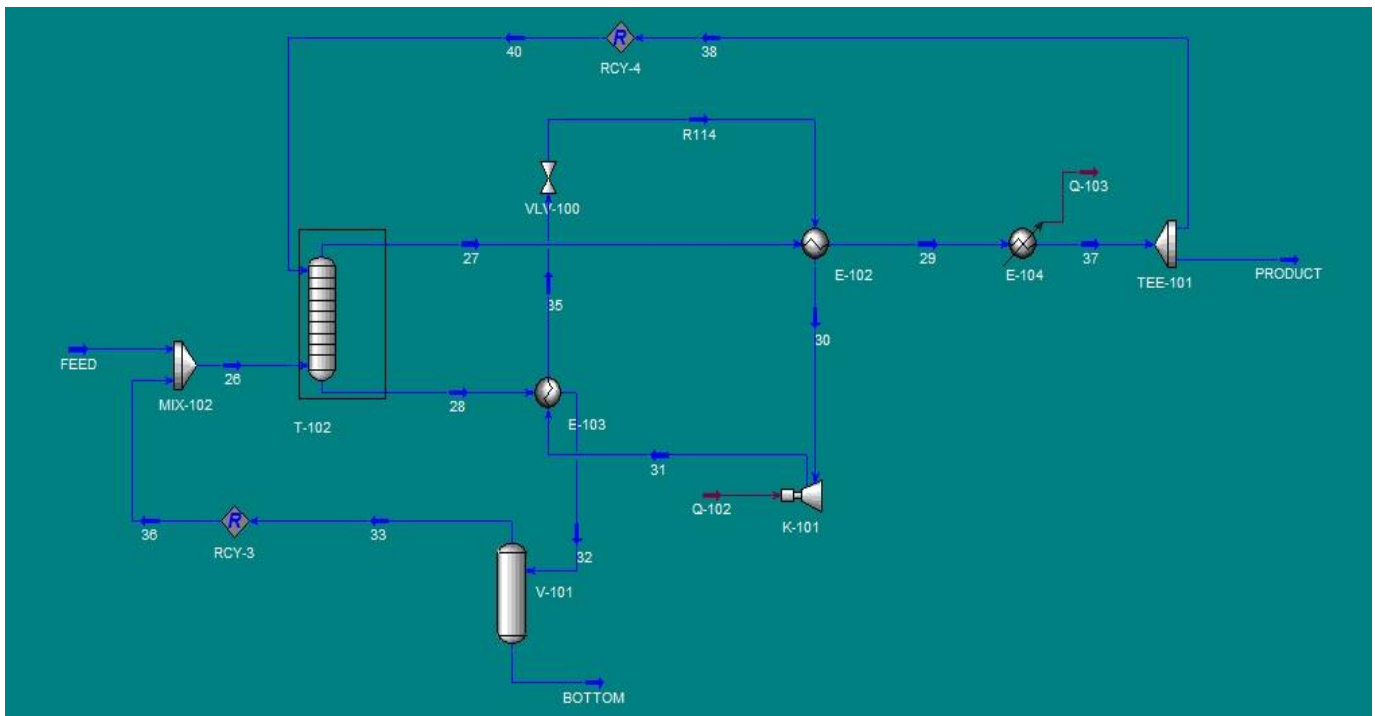 40
R
38
RCY-4
R114
VLV-100
Q-103
27
29
37
PRODUCT
E-102
E-104
TEE-101
35
FEED
26
30
MIX-102
28
E-103
T-102
31
Q-102
K-101
36
R
33
RCY-3
32
V-101
BOTTOM